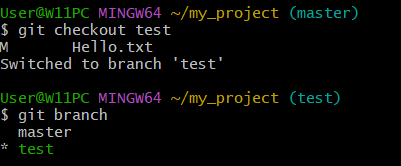 User@W11PC MINGW64 ~/my_project (master)
$ git checkout test
M       Hello.txt
Switched to branch 'test'

User@W11PC MINGW64 ~/my_project (test)
$ git branch
  master
* test